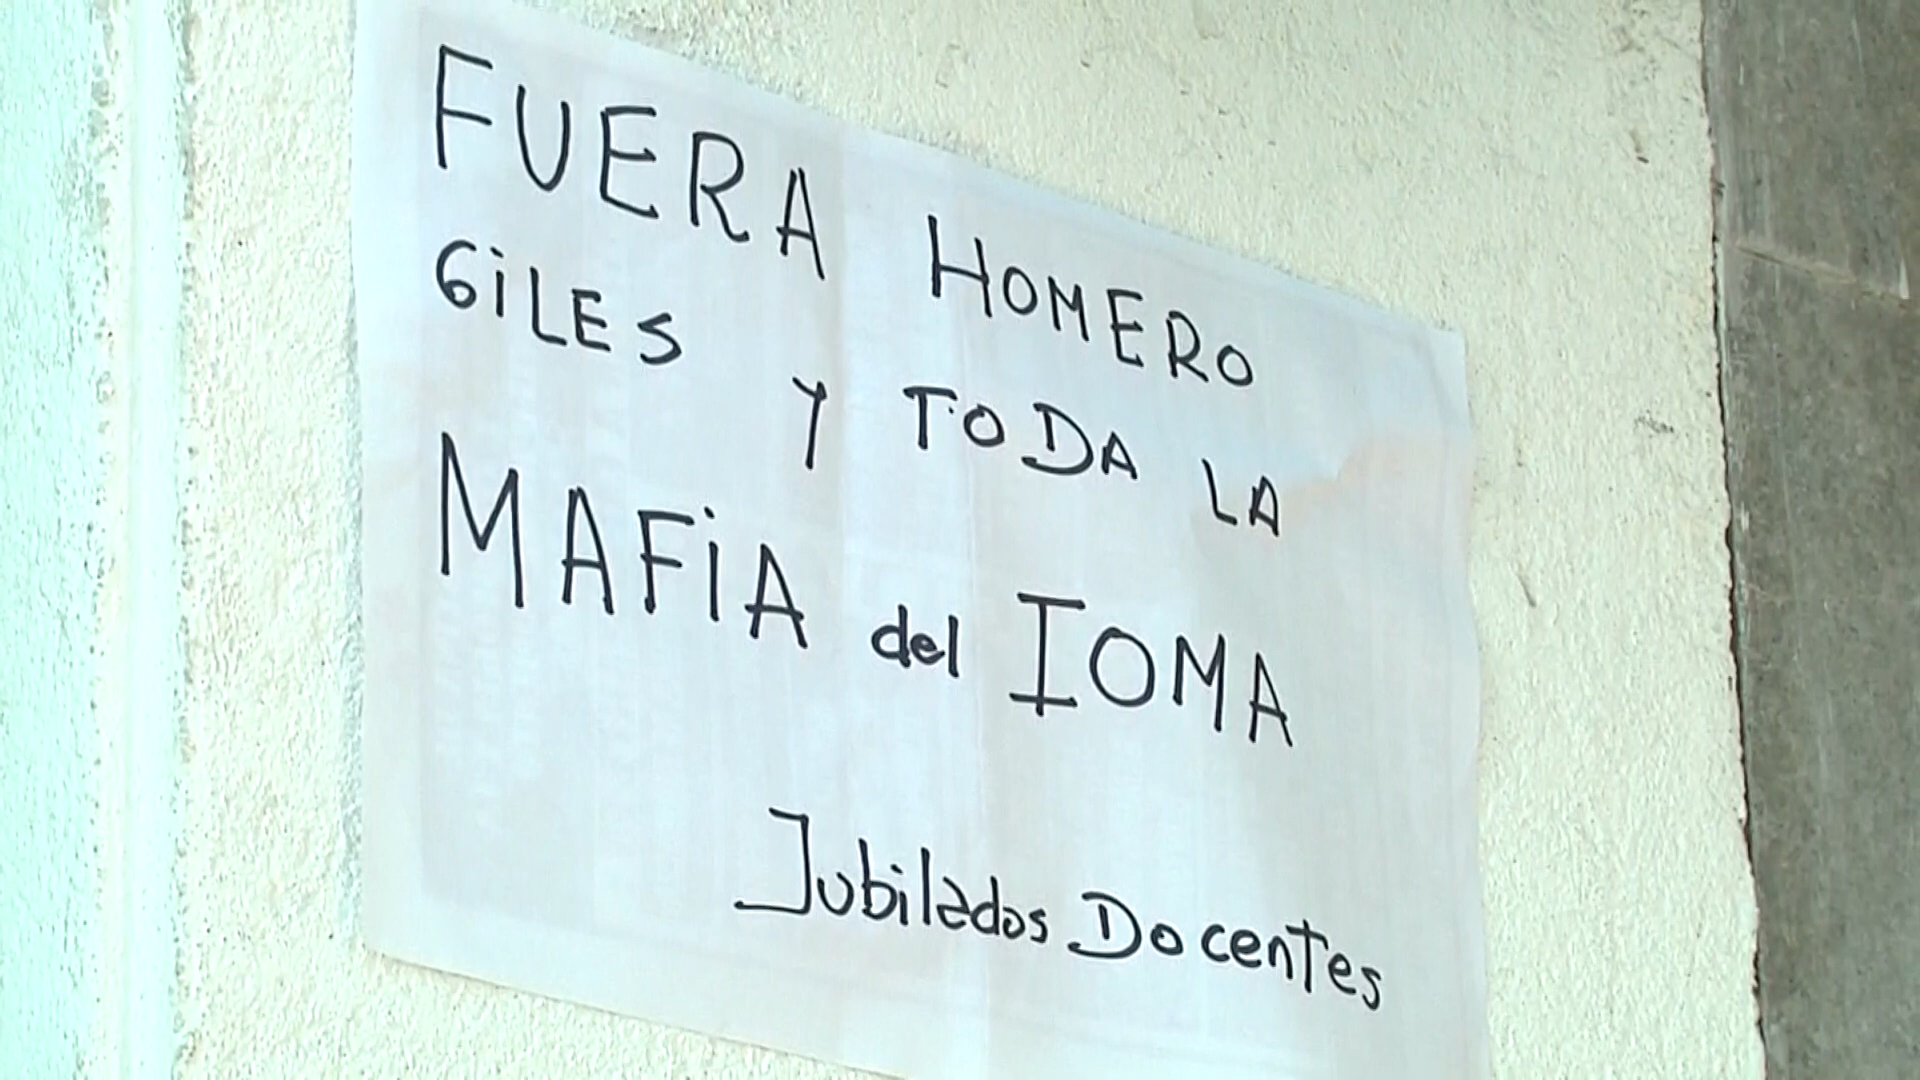 FUERA HOMERO
GiLES Y TODA LA
MAFiA del IOMA
Jubilados Docentes